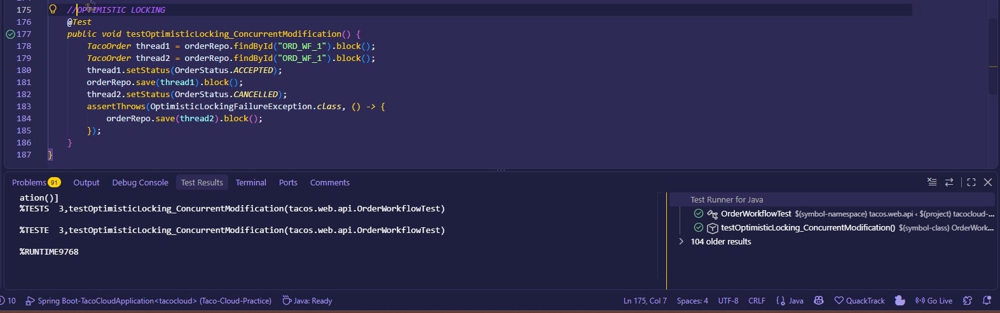 175 //OPTIMISTIC LOCKING
176 @Test
177 public void testOptimisticLocking_ConcurrentModification() {
178 TacoOrder thread1 = orderRepo.findById("ORD_WF_1").block();
179 TacoOrder thread2 = orderRepo.findById("ORD_WF_1").block();
180 thread1.setStatus(OrderStatus.ACCEPTED);
181 orderRepo.save(thread1).block();
182 thread2.setStatus(OrderStatus.CANCELLED);
183 assertThrows(OptimisticLockingFailureException.class, () -> {
184 orderRepo.save(thread2).block();
185 });
186 }
187 }
Problems 91 Output Debug Console Test Results Terminal Ports Comments
ation()]
%TESTS 3,testOptimisticLocking_ConcurrentModification(tacos.web.api.OrderWorkflowTest)
%TESTE 3,testOptimisticLocking_ConcurrentModification(tacos.web.api.OrderWorkflowTest)
%RUNTIME9768
Test Runner for Java
OrderWorkflowTest $(symbol-namespace) tacos.web.api < $(project) tacocloud-...
testOptimisticLocking_ConcurrentModification() $(symbol-class) OrderWork...
104 older results
10 Spring Boot-TacoCloudApplication<tacocloud> (Taco-Cloud-Practice) Java: Ready Ln 175, Col 7 Spaces: 4 UTF-8 CRLF {} Java QuackTrack Go Live